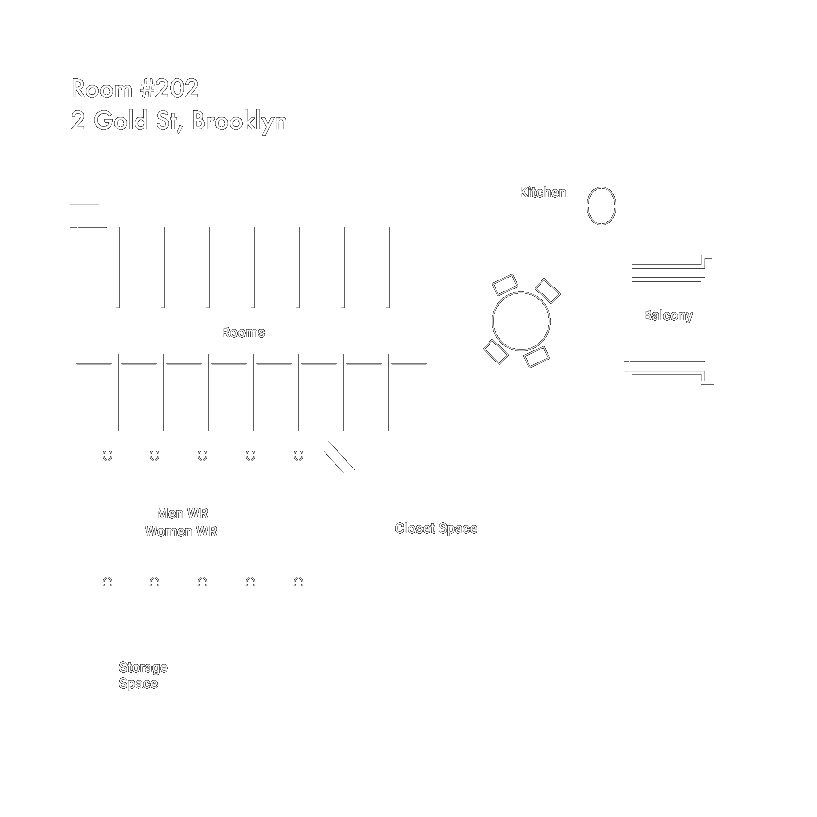 Room #202
2 Gold St, Brooklyn
Kitchen
Balcony
Rooms
Men WR
Women WR
Closet Space
Storage
Space